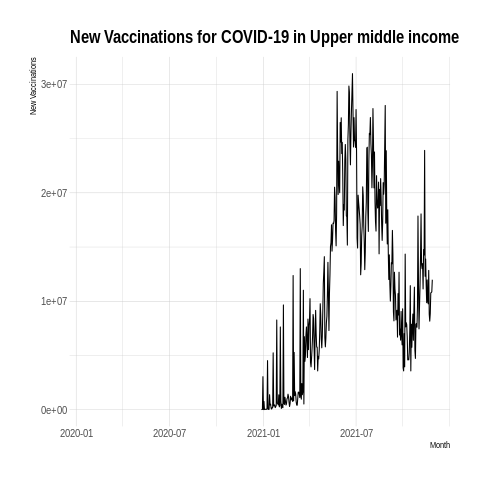 New Vaccinations for COVID-19 in Upper middle income
New Vaccinations
3e+07
2e+07
1e+07
0e+00
2020-01 2020-07 2021-01 2021-07
Month